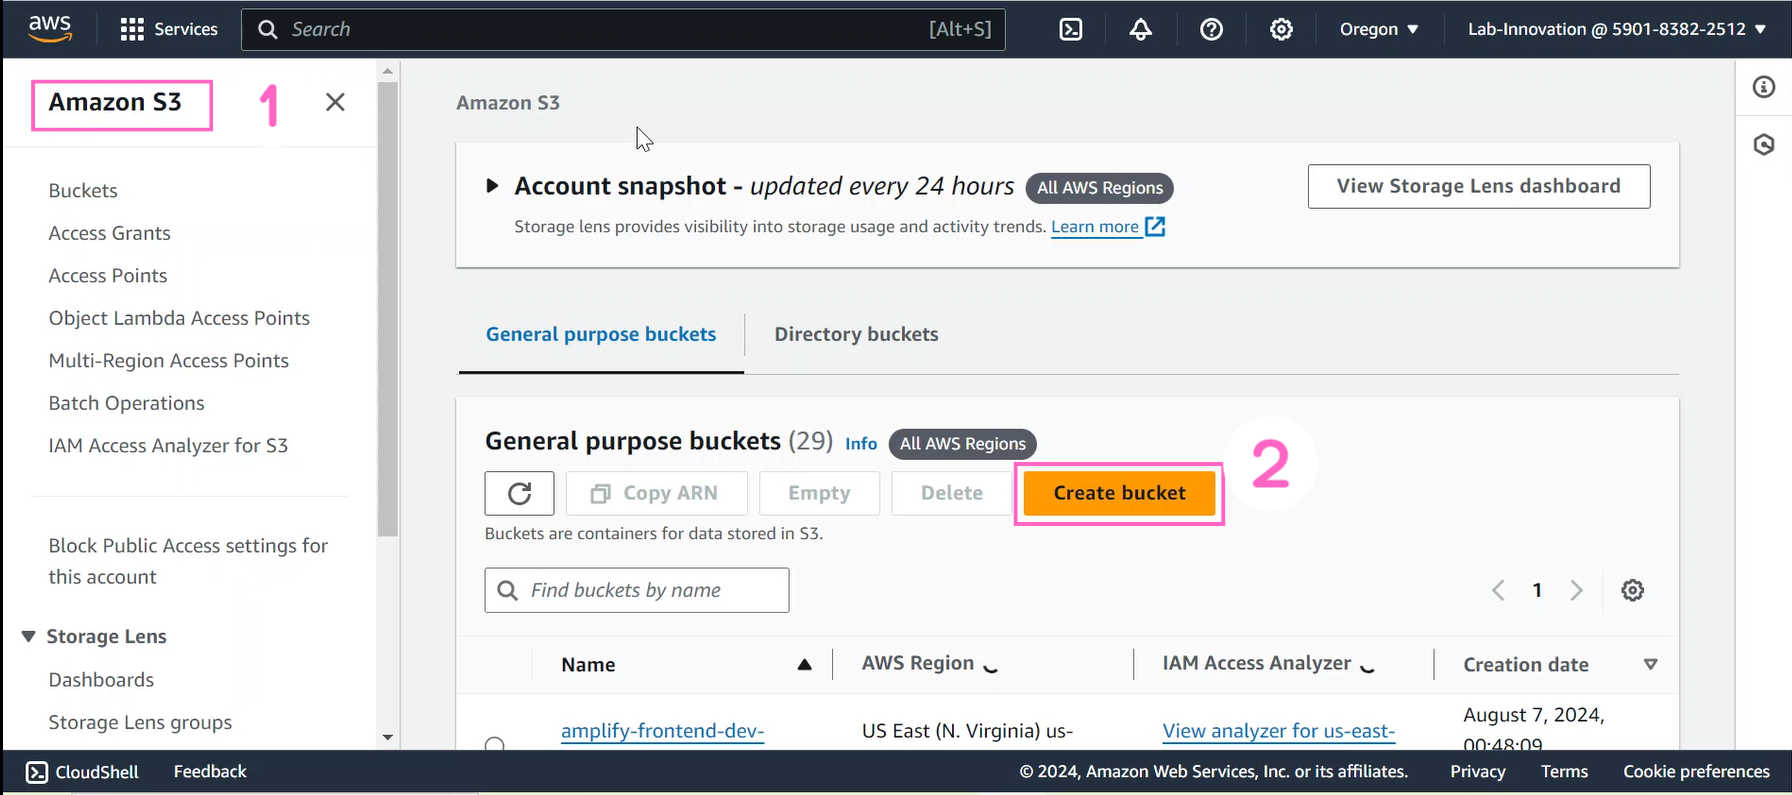 aws
Services
Search
[Alt+S]
Oregon
Lab-Innovation @ 5901-8382-2512
Amazon S3
1
Buckets
Access Grants
Access Points
Object Lambda Access Points
Multi-Region Access Points
Batch Operations
IAM Access Analyzer for S3
Block Public Access settings for
this account
Storage Lens
Dashboards
Storage Lens groups
Amazon S3
Account snapshot - updated every 24 hours
All AWS Regions
View Storage Lens dashboard
Storage lens provides visibility into storage usage and activity trends. Learn more
General purpose buckets
Directory buckets
General purpose buckets (29) Info
All AWS Regions
Copy ARN
Empty
Delete
Create bucket
2
Buckets are containers for data stored in S3.
Find buckets by name
1
Name
AWS Region
IAM Access Analyzer
Creation date
amplify-frontend-dev-
US East (N. Virginia) us-
View analyzer for us-east-
August 7, 2024,
00:48:09
CloudShell
Feedback
© 2024, Amazon Web Services, Inc. or its affiliates.
Privacy
Terms
Cookie preferences